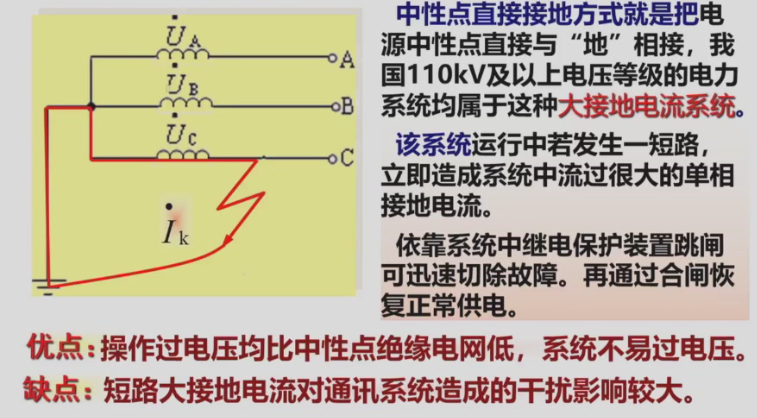 U̇A
A
U̇B
B
U̇C
C
İk
中性点直接接地方式就是把电
源中性点直接与“地”相接，我
国110kV及以上电压等级的电力
系统均属于这种大接地电流系统。
该系统运行中若发生一短路，
立即造成系统中流过很大的单相
接地电流。
依靠系统中继电保护装置跳闸
可迅速切除故障。再通过合闸恢
复正常供电。
优点：操作过电压均比中性点绝缘电网低，系统不易过电压。
缺点：短路大接地电流对通讯系统造成的干扰影响较大。